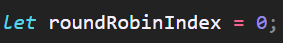 let roundRobinIndex = 0;